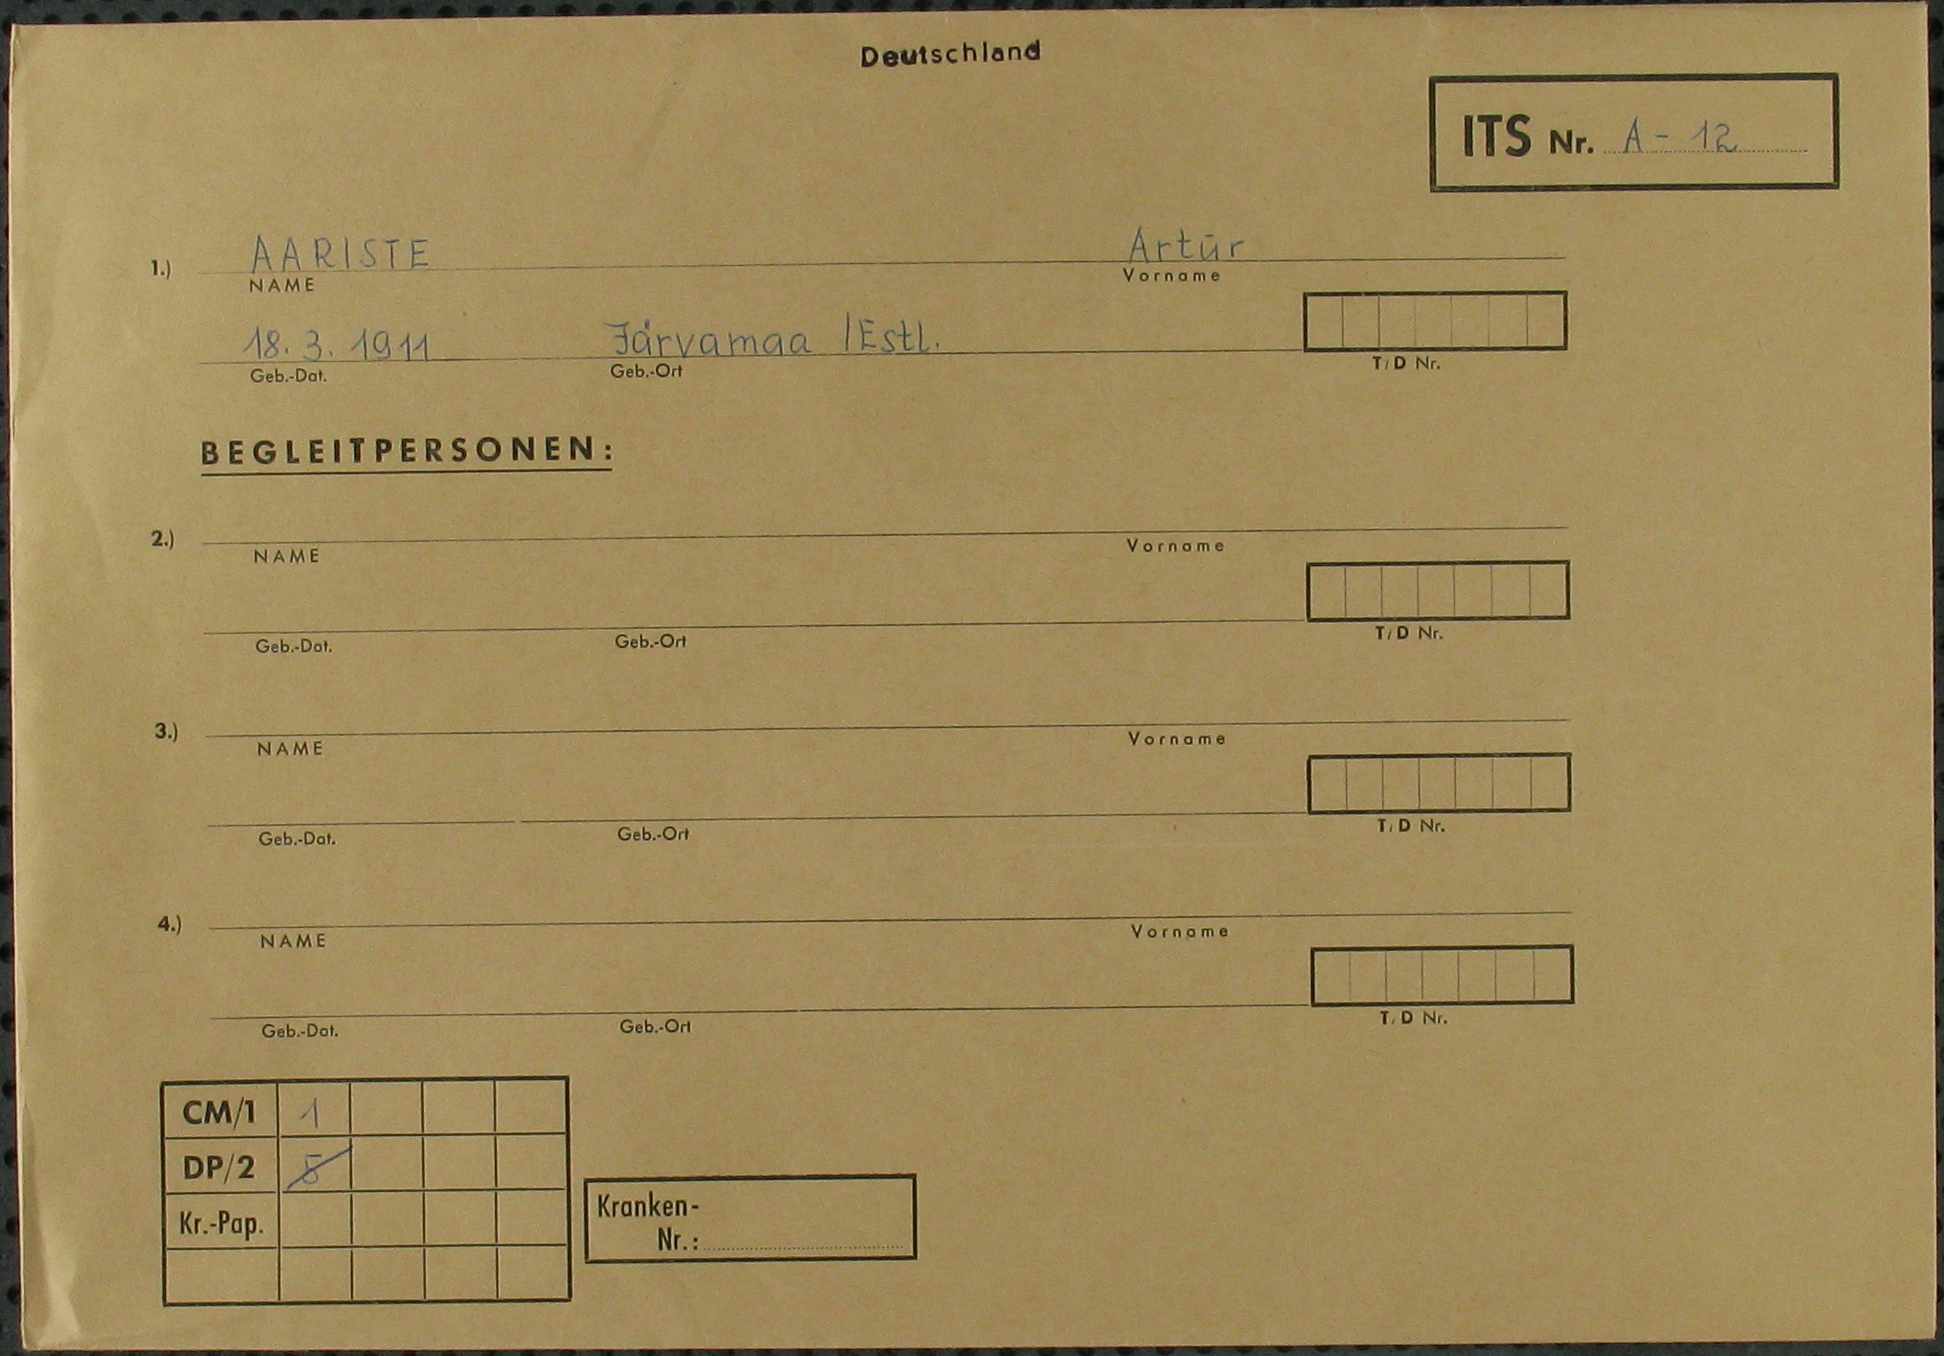 Deutschland
ITS Nr. A - 12
1.) AARISTE Artūr
NAME Vorname
18. 3. 1911 Järvamaa /Estl.
Geb.-Dat. Geb.-Ort T/D Nr.
BEGLEITPERSONEN:
2.)
NAME Vorname
Geb.-Dat. Geb.-Ort T/D Nr.
3.)
NAME Vorname
Geb.-Dat. Geb.-Ort T/D Nr.
4.)
NAME Vorname
Geb.-Dat. Geb.-Ort T/D Nr.
CM/1 1
DP/2 5
Kr.-Pap.
Kranken-
Nr.: